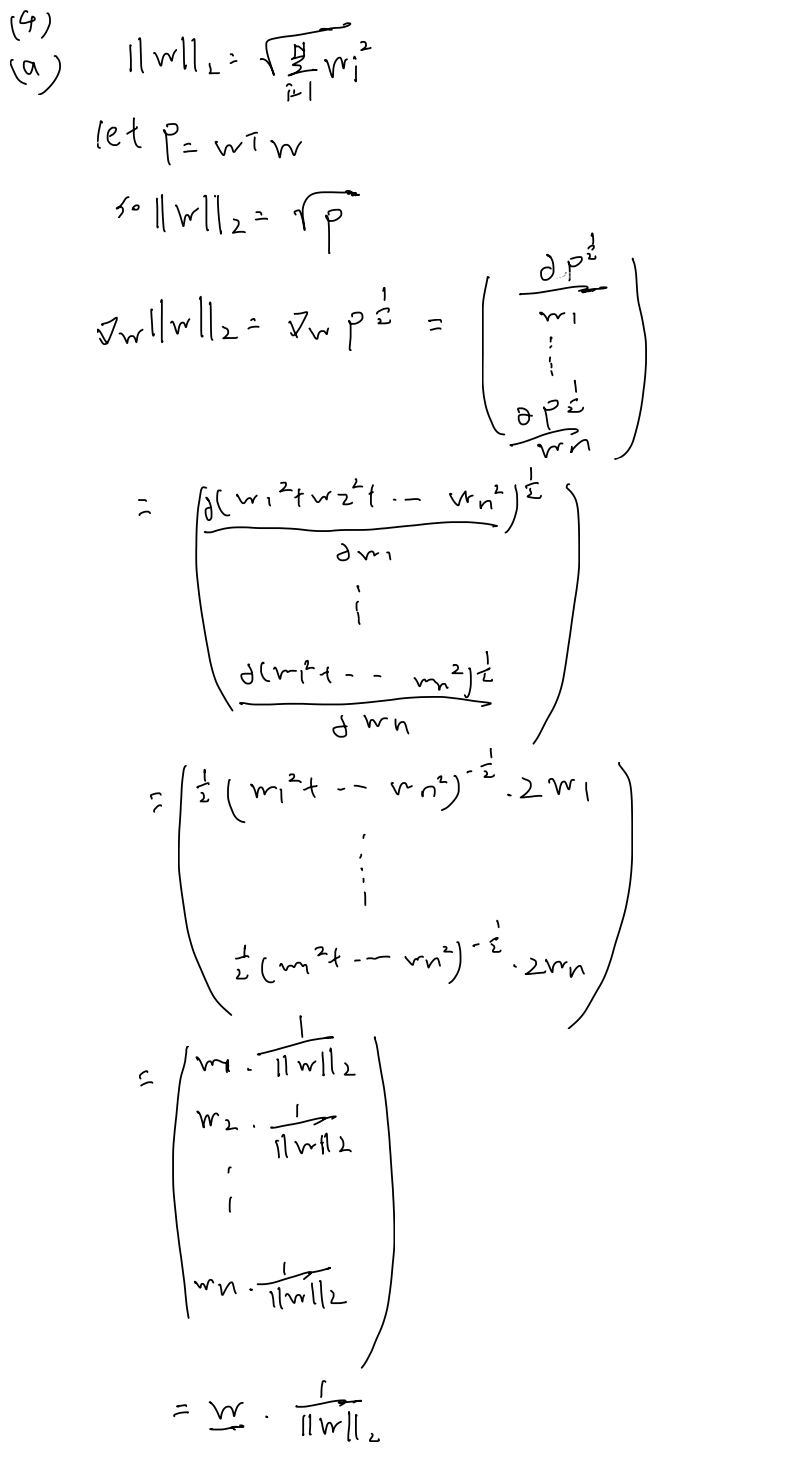 (4)
(a) ||w||₂ = √(∑_{i=1}^{N} wᵢ²)
let p = wᵀw
so ||w||₂ = √p
∇w||w||₂ = ∇w p^{1/2} = ( ∂p^{1/2} / w₁
⋮
∂p^{1/2} / wn )
= ( ∂(w₁² + w₂² + ·-- wn²)^{1/2} / ∂w₁
⋮
∂(w₁² + -- wn²)^{1/2} / ∂wn )
= ( 1/2 (w₁² + --- wn²)^{-1/2} · 2w₁
⋮
1/2 (w₁² + --- wn²)^{-1/2} · 2wn )
= ( w₁ · 1/||w||₂
w₂ · 1/||w||₂
⋮
wn · 1/||w||₂ )
= w · 1/||w||₂